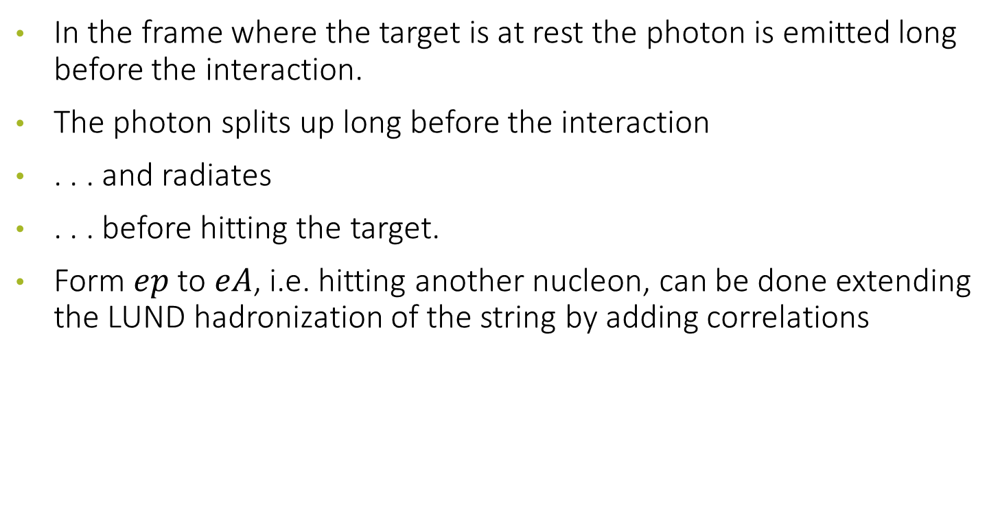 • In the frame where the target is at rest the photon is emitted long
before the interaction.
• The photon splits up long before the interaction
• . . . and radiates
• . . . before hitting the target.
• Form ep to eA, i.e. hitting another nucleon, can be done extending
the LUND hadronization of the string by adding correlations